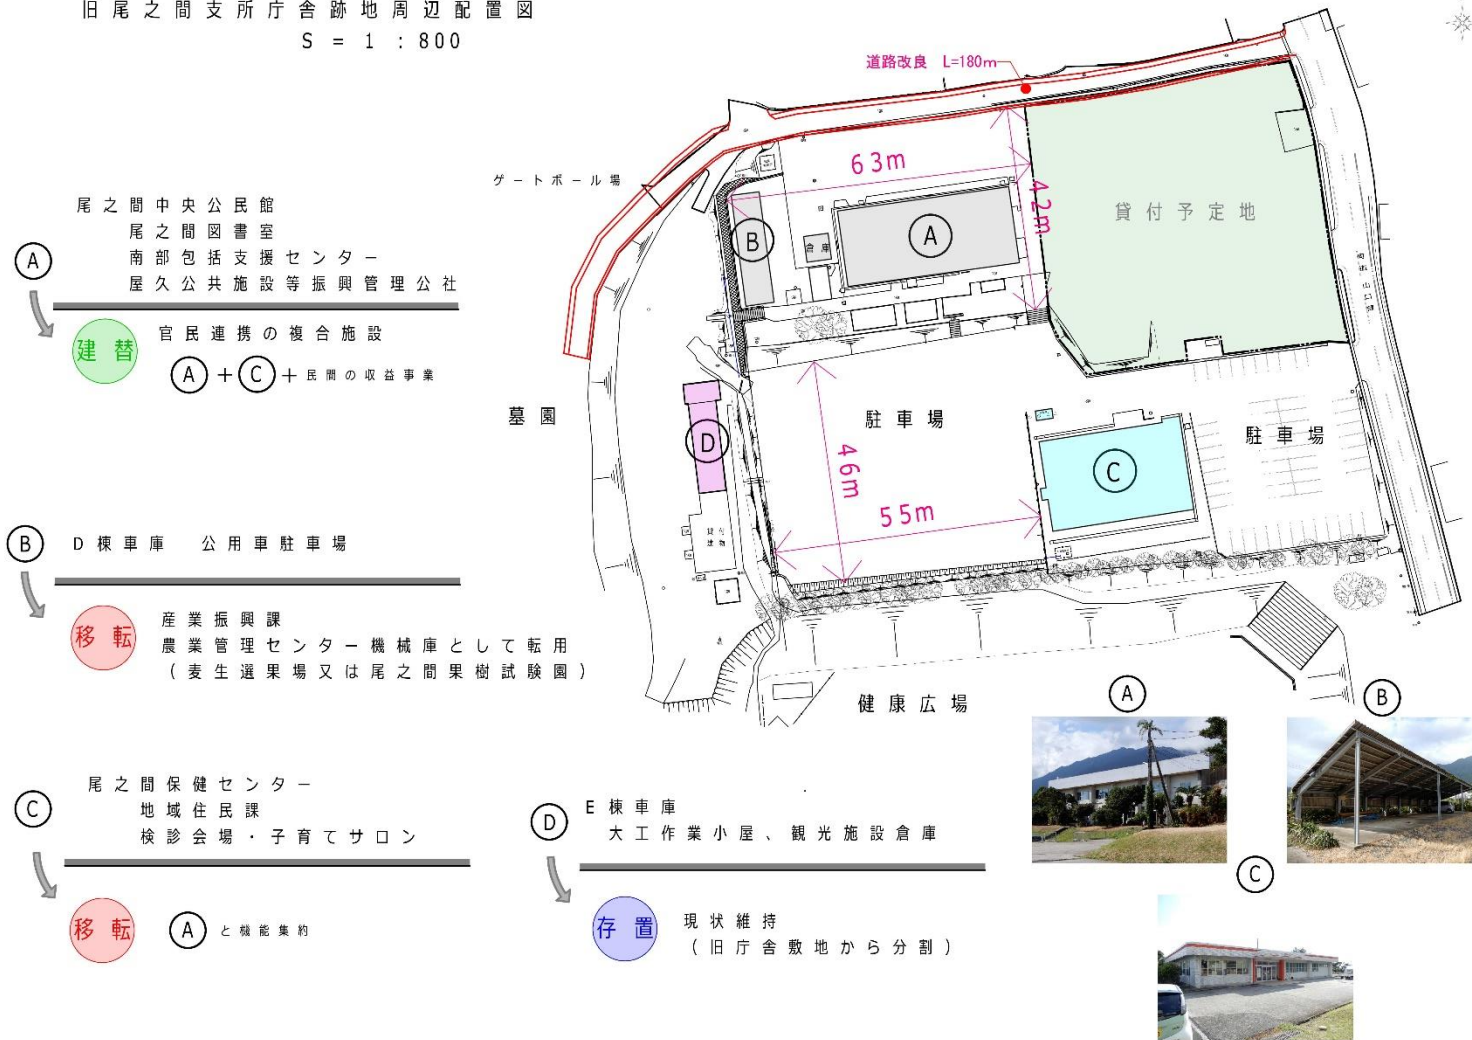 旧尾之間支所庁舎跡地周辺配置図
S = 1 : 800
道路改良 L=180m
ゲートボール場
63m
42m
貸付予定地
B
倉庫
A
尾之間中央公民館
尾之間図書室
A
南部包括支援センター
屋久公共施設等振興管理公社
建替
官民連携の複合施設
A + C + 民間の収益事業
墓園
D
駐車場
46m
55m
C
駐車場
貸付
建物
B
D棟車庫 公用車駐車場
移転
産業振興課
農業管理センター機械庫として転用
(麦生選果場又は尾之間果樹試験園)
健康広場
A
B
C
尾之間保健センター
C
地域住民課
検診会場・子育てサロン
移転
A と機能集約
E棟車庫
D
大工作業小屋、観光施設倉庫
存置
現状維持
(旧庁舎敷地から分割)